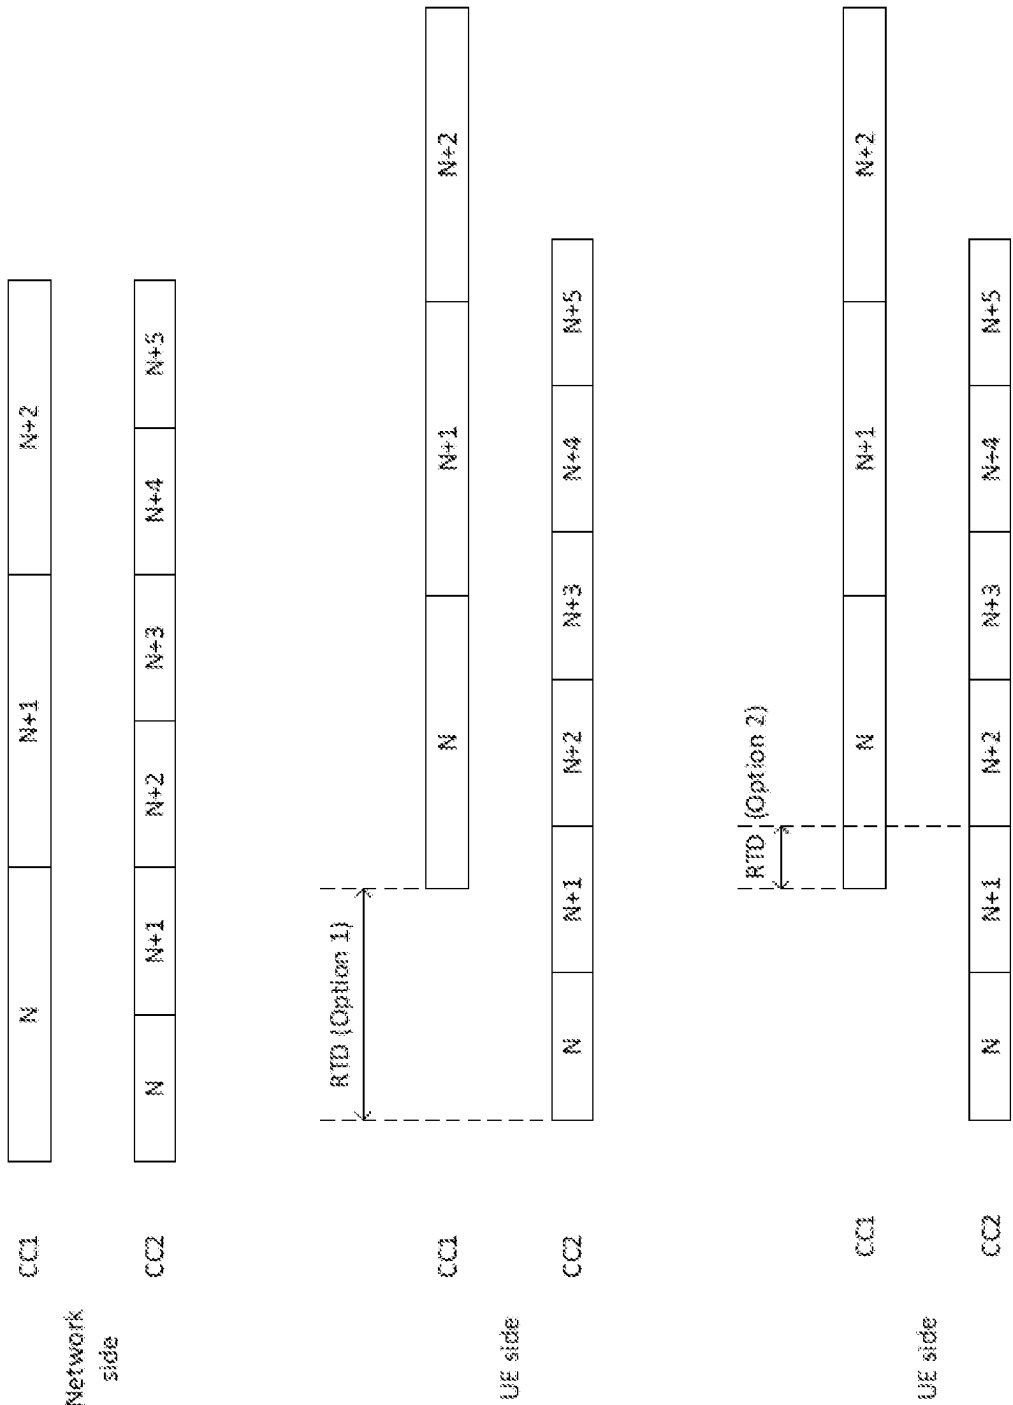 Network
side
CC1
N
N+1
N+2
CC2
N
N+1
N+2
N+3
N+4
N+5
RTD (Option 1)
UE side
CC1
N
N+1
N+2
CC2
N
N+1
N+2
N+3
N+4
N+5
RTD (Option 2)
UE side
CC1
N
N+1
N+2
CC2
N
N+1
N+2
N+3
N+4
N+5